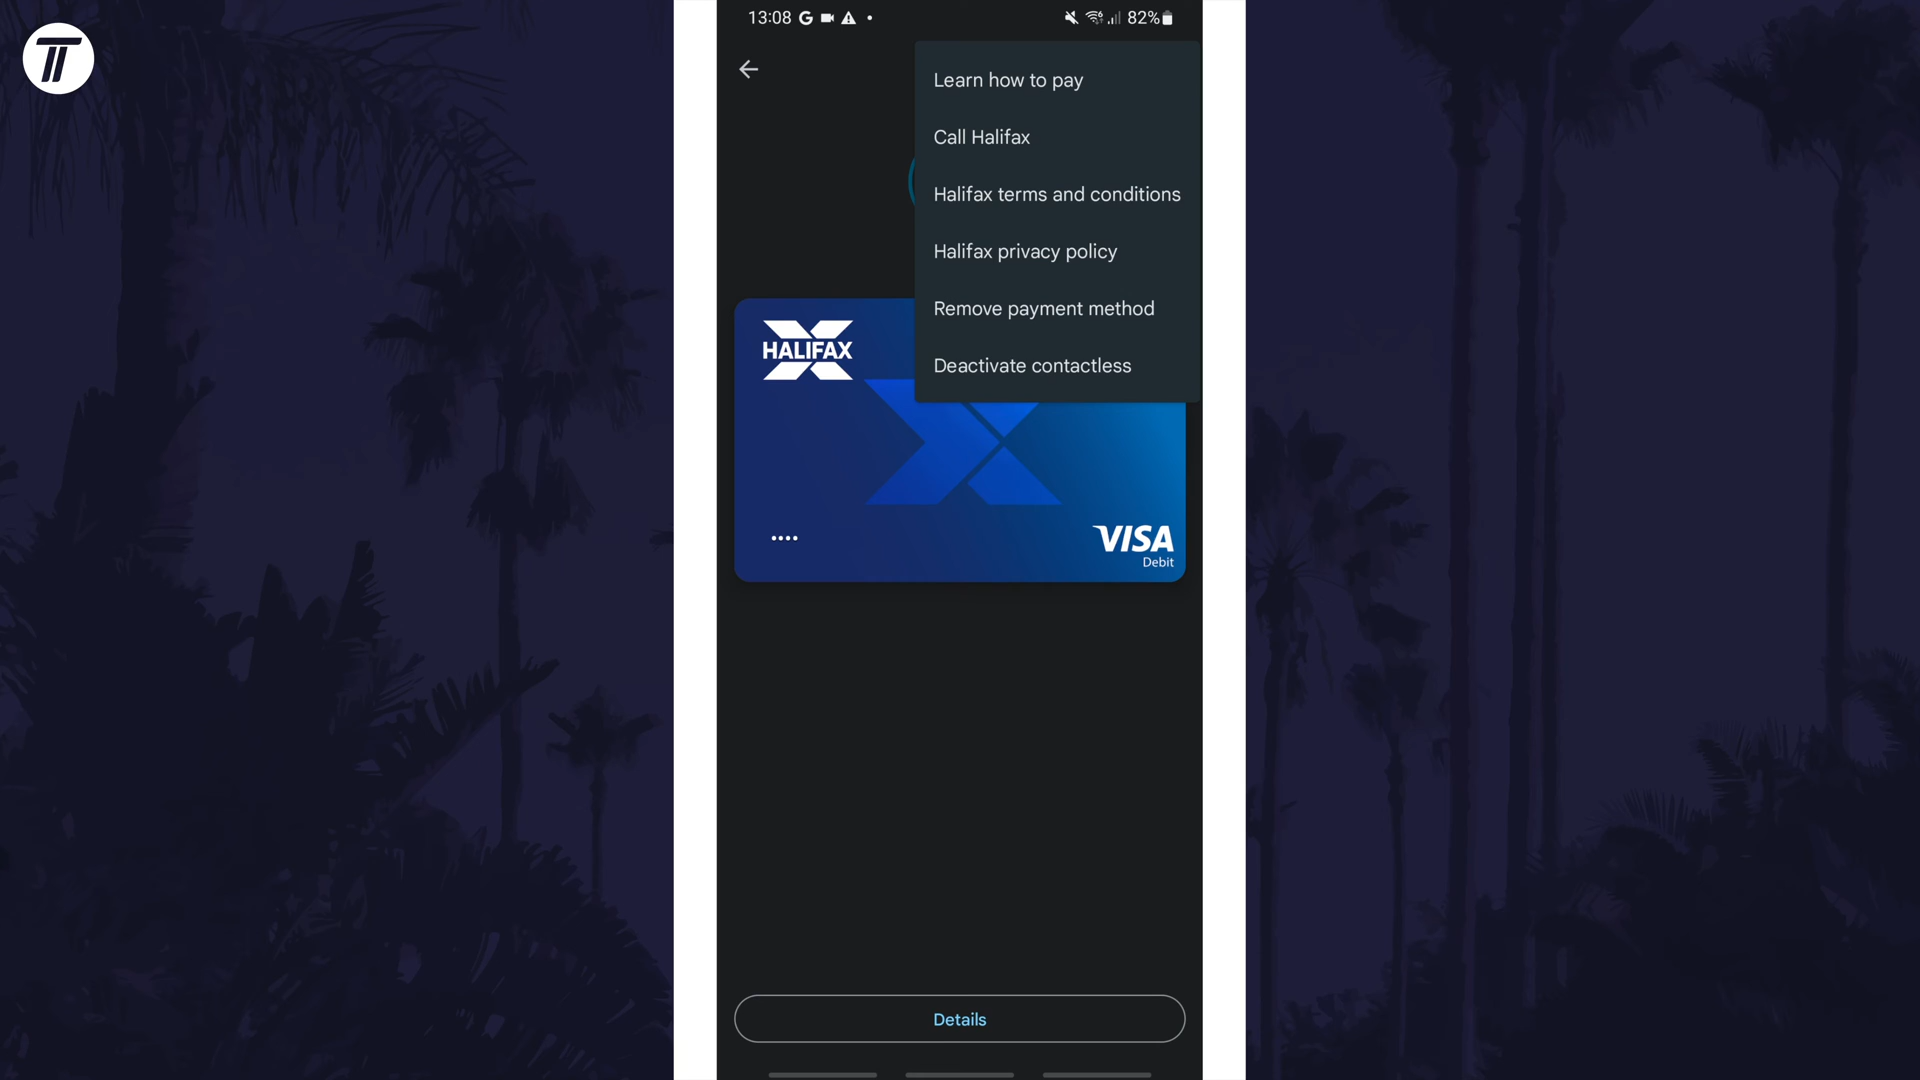 13:08
82%
Learn how to pay
Call Halifax
Halifax terms and conditions
Halifax privacy policy
Remove payment method
Deactivate contactless
HALIFAX
VISA
Debit
Details